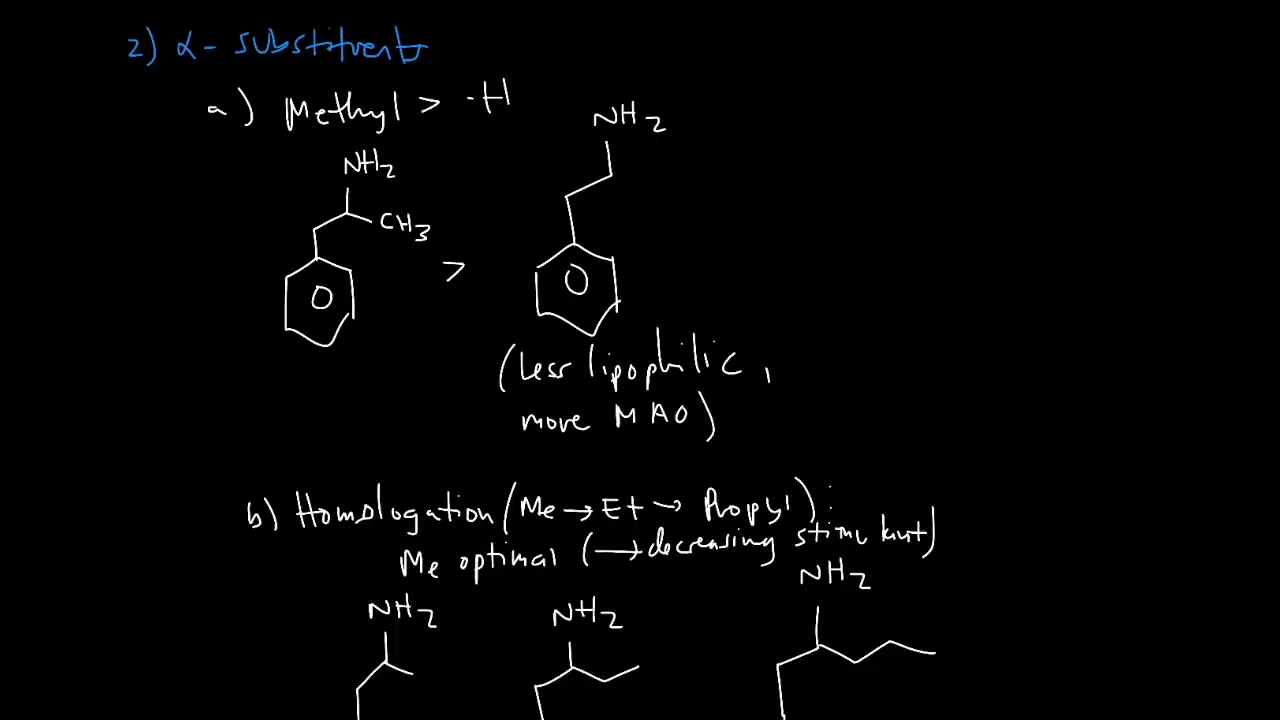 2) α - substituents
a) Methyl > -H
NH2
NH2
CH3
>
(less lipophilic,
more MAO)
b) Homologation (Me → Et → Propyl):
Me optimal (→ decreasing stimulant)
NH2
NH2
NH2